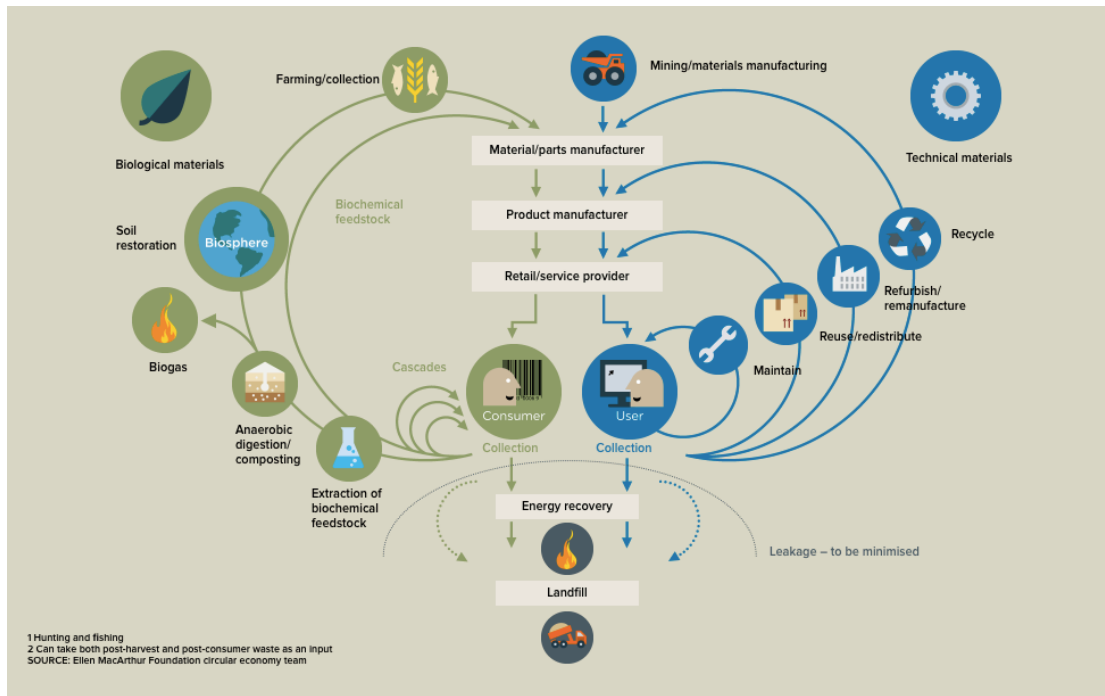 Farming/collection
Mining/materials manufacturing
Biological materials
Technical materials
Material/parts manufacturer
Biochemical
feedstock
Product manufacturer
Soil
restoration
Biosphere
Recycle
Retail/service provider
Refurbish/
remanufacture
Reuse/redistribute
Biogas
Cascades
Maintain
Consumer
User
Anaerobic
digestion/
composting
Collection
Collection
Extraction of
biochemical
feedstock
Energy recovery
Leakage – to be minimised
Landfill
1 Hunting and fishing
2 Can take both post-harvest and post-consumer waste as an input
SOURCE: Ellen MacArthur Foundation circular economy team